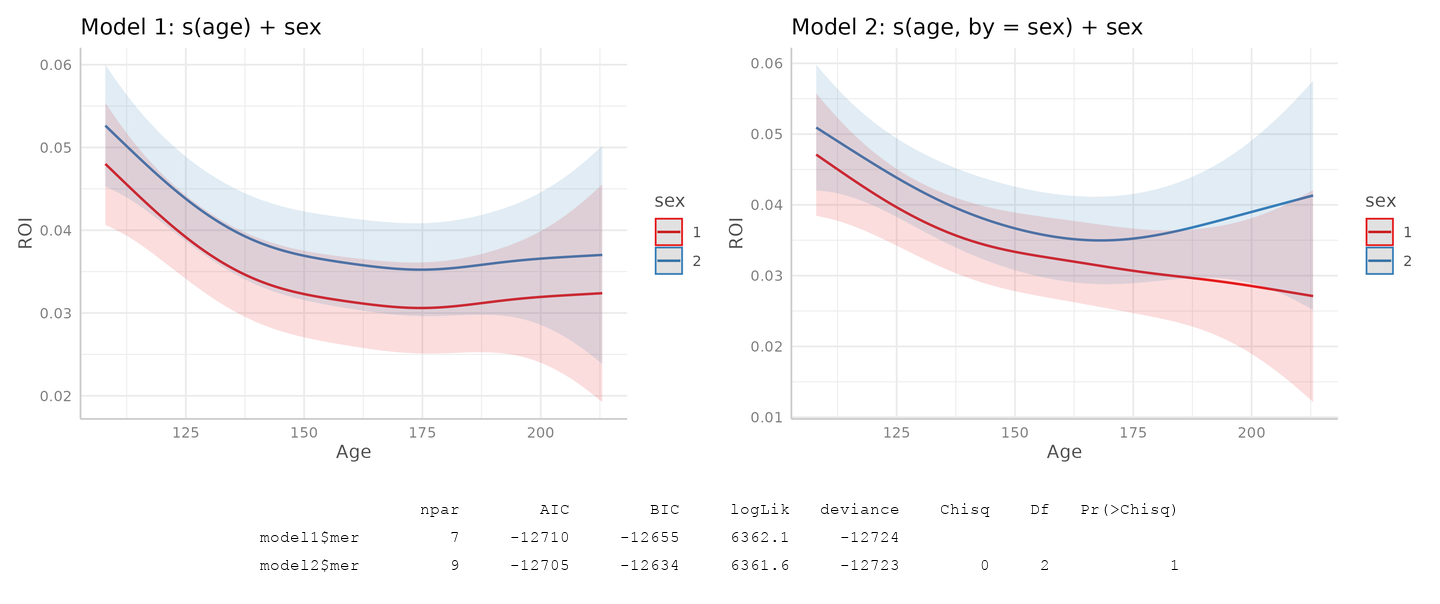 Model 1: s(age) + sex
0.06
0.05
0.04
0.03
0.02
ROI
125 150 175 200
Age
sex
1
2
Model 2: s(age, by = sex) + sex
0.06
0.05
0.04
0.03
0.02
0.01
ROI
125 150 175 200
Age
sex
1
2
npar AIC BIC logLik deviance Chisq Df Pr(>Chisq)
model1$mer 7 -12710 -12655 6362.1 -12724
model2$mer 9 -12705 -12634 6361.6 -12723 0 2 1